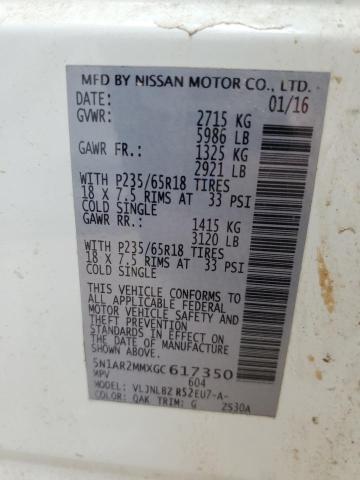 MFD BY NISSAN MOTOR CO., LTD.
DATE: 01/16
GVWR: 2715 KG
5986 LB
GAWR FR.: 1325 KG
2921 LB
WITH P235/65R18 TIRES
18 X 7.5 RIMS AT 33 PSI
COLD SINGLE
GAWR RR.: 1415 KG
3120 LB
WITH P235/65R18 TIRES
18 X 7.5 RIMS AT 33 PSI
COLD SINGLE
THIS VEHICLE CONFORMS TO
ALL APPLICABLE FEDERAL MOTOR
VEHICLE SAFETY AND BUMPER
STANDARDS IN EFFECT ON
THE DATE OF MANUFACTURE
SHOWN ABOVE.
5N1AR2MMXGC617350
MPV 604
MODEL: VLJNLBZ R52EU7-A-
COLOR: QAK TRIM: G 2530A